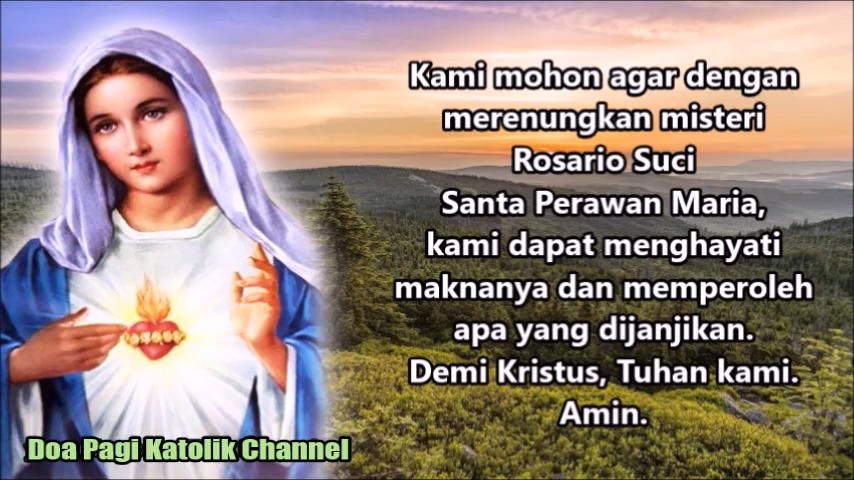 Kami mohon agar dengan
merenungkan misteri
Rosario Suci
Santa Perawan Maria,
kami dapat menghayati
maknanya dan memperoleh
apa yang dijanjikan.
Demi Kristus, Tuhan kami.
Amin.
Doa Pagi Katolik Channel